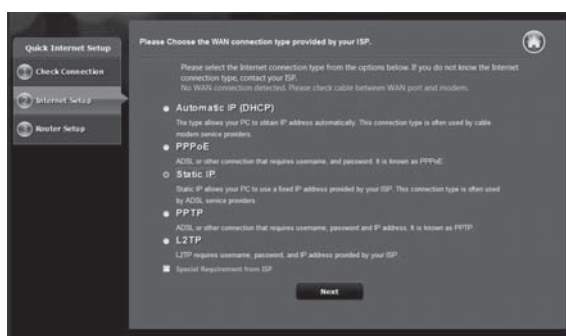 Quick Internet Setup
1 Check Connection
2 Internet Setup
3 Router Setup
Please Choose the WAN connection type provided by your ISP.
Please select the Internet connection type from the options below. If you do not know the Internet
connection type, contact your ISP.
No WAN connection detected. Please check cable between WAN port and modem.
Automatic IP (DHCP)
The type allows your PC to obtain IP address automatically. This connection type is often used by cable
modem service providers.
PPPoE
ADSL or other connection that requires username, and password. It is known as PPPoE.
Static IP
Static IP allows your PC to use a fixed IP address provided by your ISP. This connection type is often used
by ADSL service providers.
PPTP
ADSL or other connection that requires username, password and IP address. It is known as PPTP.
L2TP
L2TP requires username, password, and IP address provided by your ISP.
Special Requirement from ISP
Next